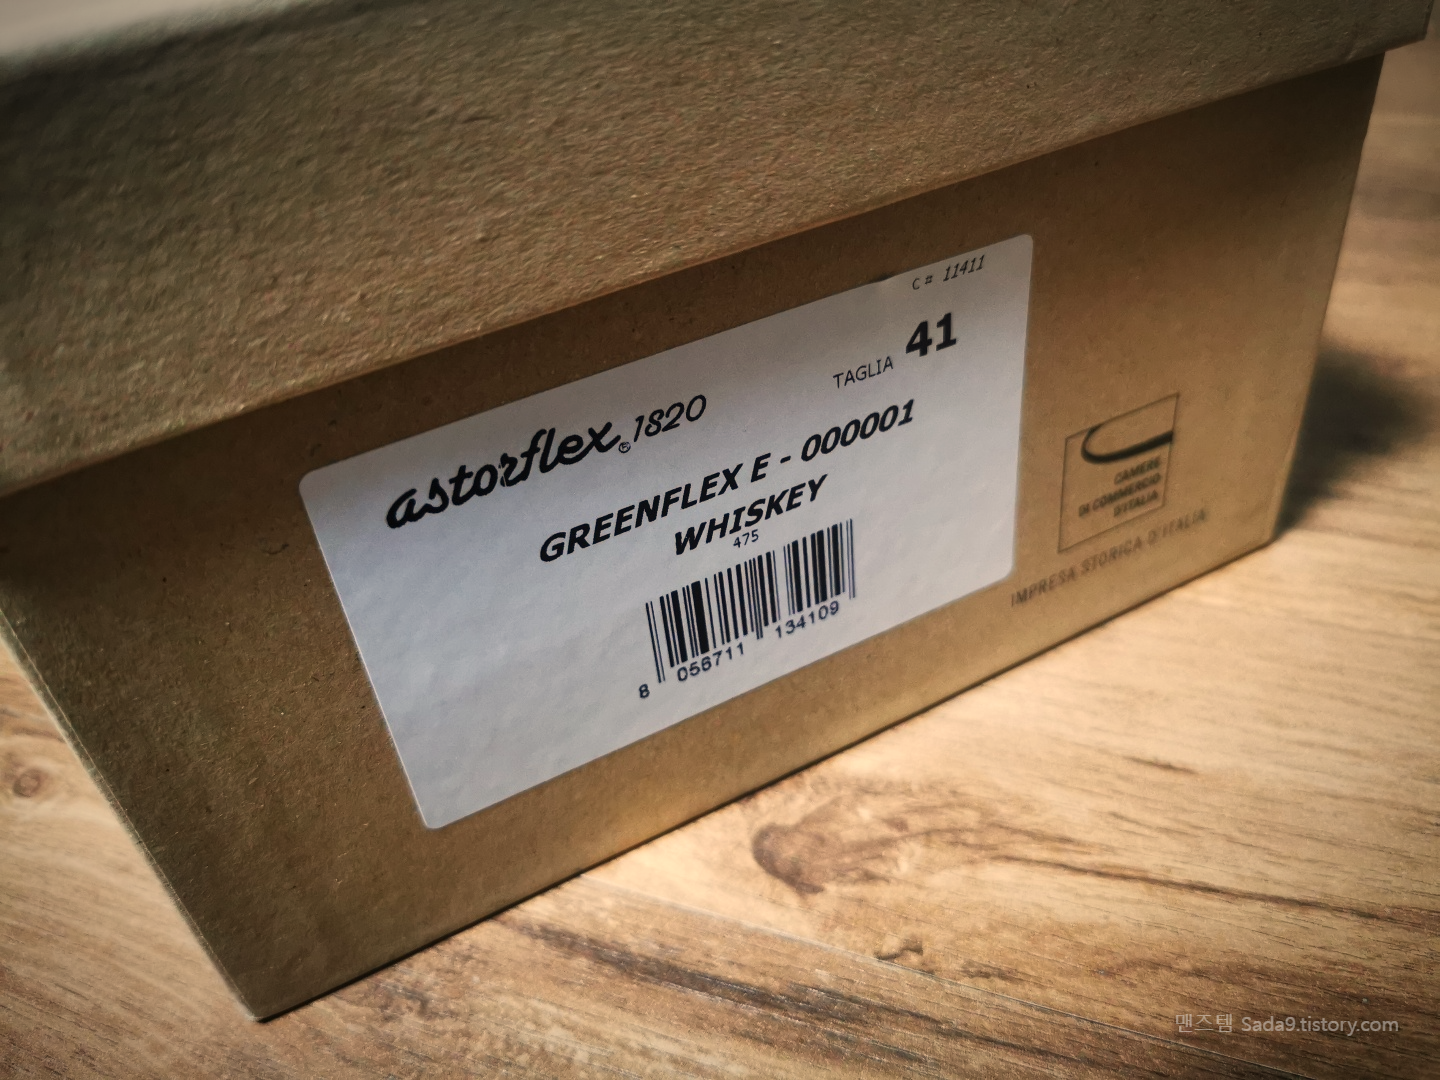 C# 11411
TAGLIA 41
astorflex® 1820
GREENFLEX E - 000001
WHISKEY
475
8 056711 134109
CAMERE
DI COMMERCIO
D'ITALIA
IMPRESA STORICA D'ITALIA
맨즈템 Sada9.tistory.com